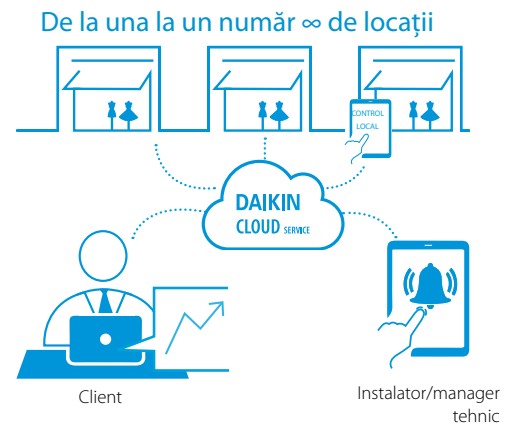 De la una la un număr ∞ de locații
CONTROL
LOCAL
DAIKIN
CLOUD SERVICE
Client
Instalator/manager
tehnic